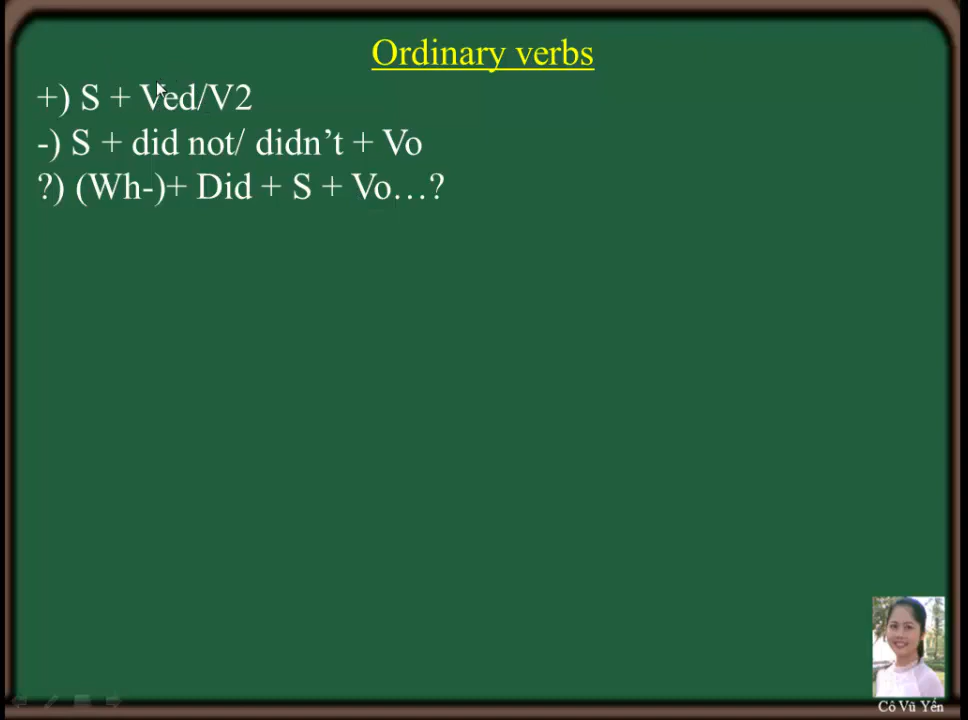 Ordinary verbs
+) S + Ved/V2
-) S + did not/ didn’t + Vo
?) (Wh-)+ Did + S + Vo…?
Cô Vũ Yến